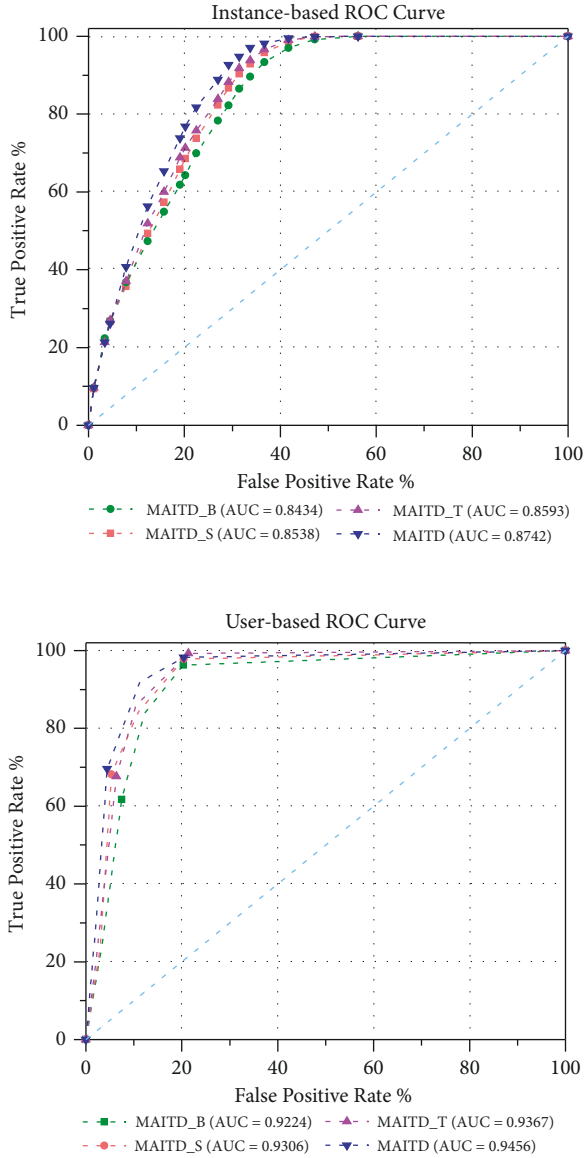 Instance-based ROC Curve
100
80
60
40
20
0
True Positive Rate %
0 20 40 60 80 100
False Positive Rate %
MAITD_B (AUC = 0.8434) MAITD_T (AUC = 0.8593)
MAITD_S (AUC = 0.8538) MAITD (AUC = 0.8742)
User-based ROC Curve
100
80
60
40
20
0
True Positive Rate %
0 20 40 60 80 100
False Positive Rate %
MAITD_B (AUC = 0.9224) MAITD_T (AUC = 0.9367)
MAITD_S (AUC = 0.9306) MAITD (AUC = 0.9456)